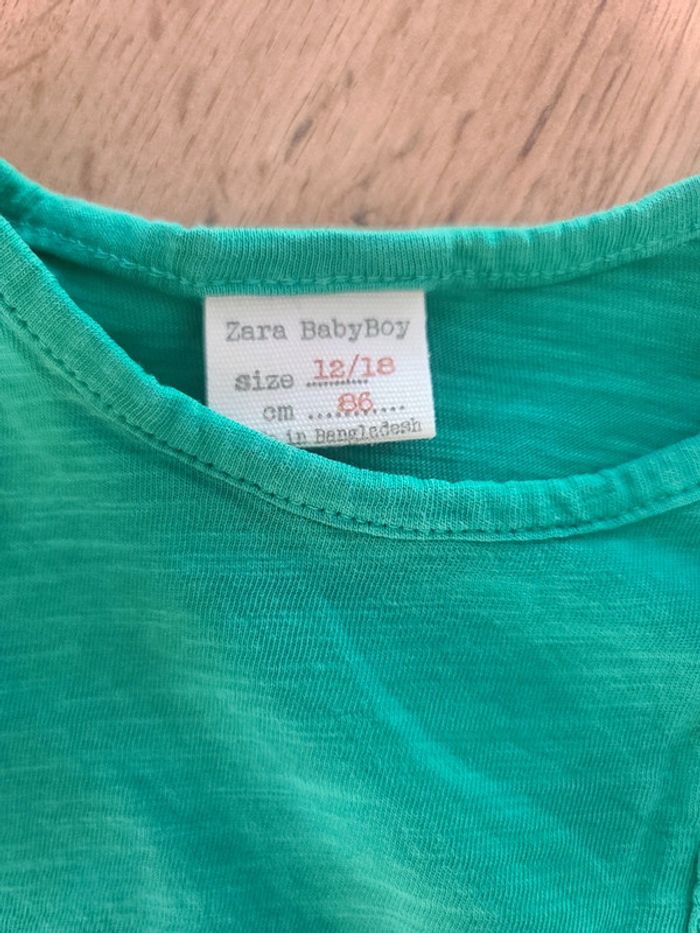 Zara BabyBoy
size 12/18
cm 86
in Bangladesh